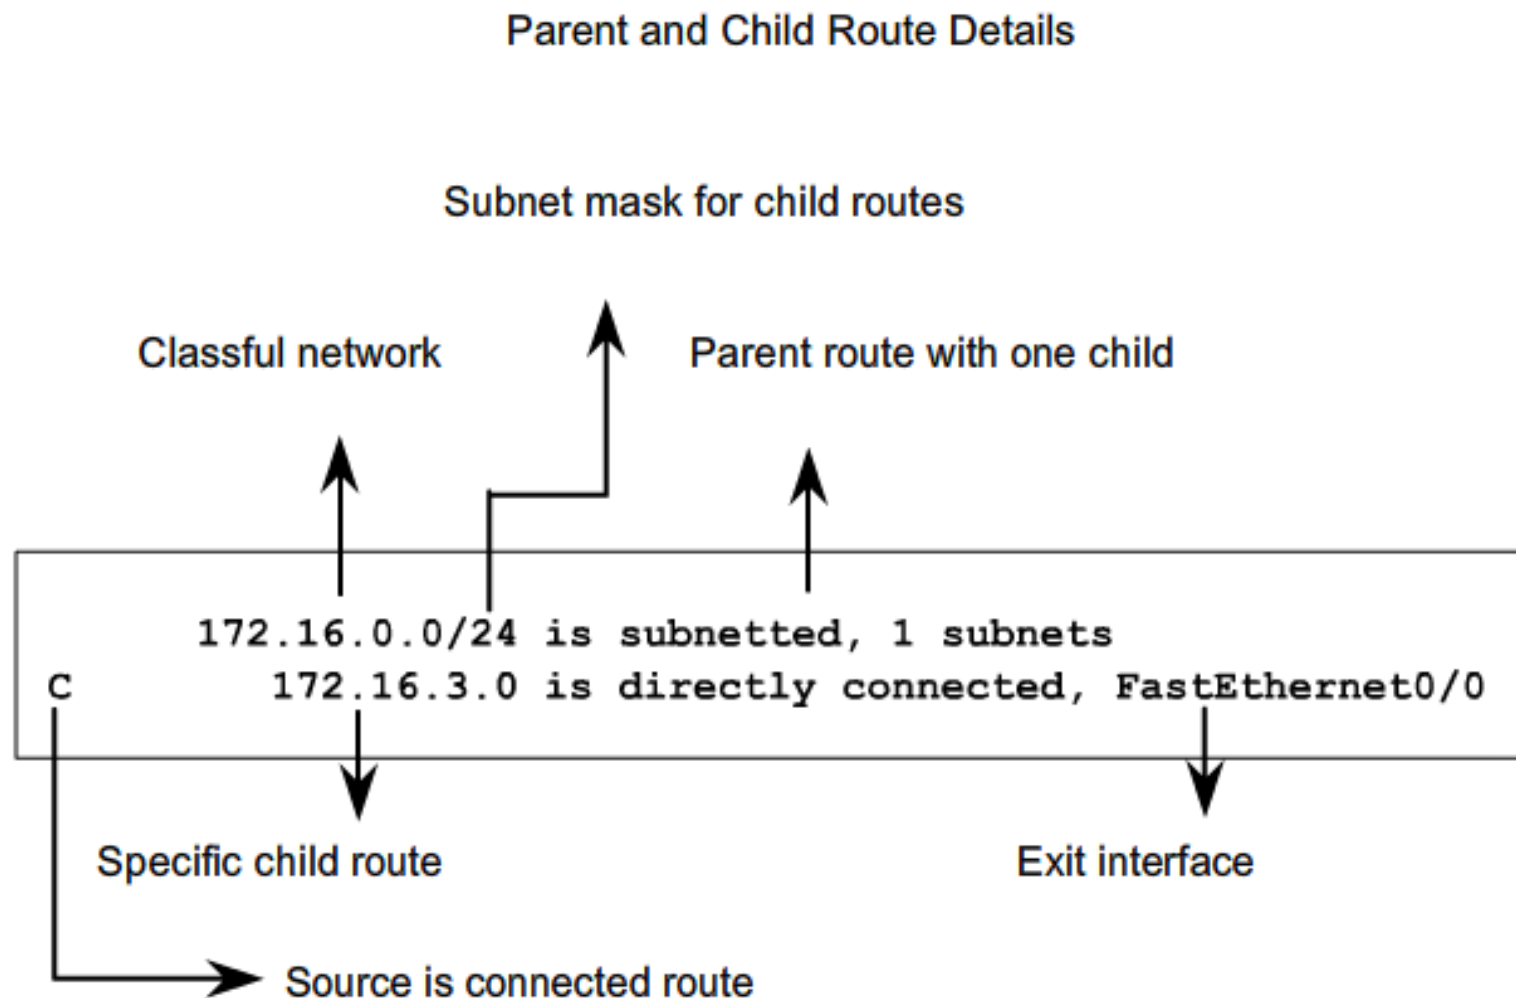 Parent and Child Route Details
Subnet mask for child routes
Classful network
Parent route with one child
172.16.0.0/24 is subnetted, 1 subnets
C 172.16.3.0 is directly connected, FastEthernet0/0
Specific child route
Exit interface
Source is connected route